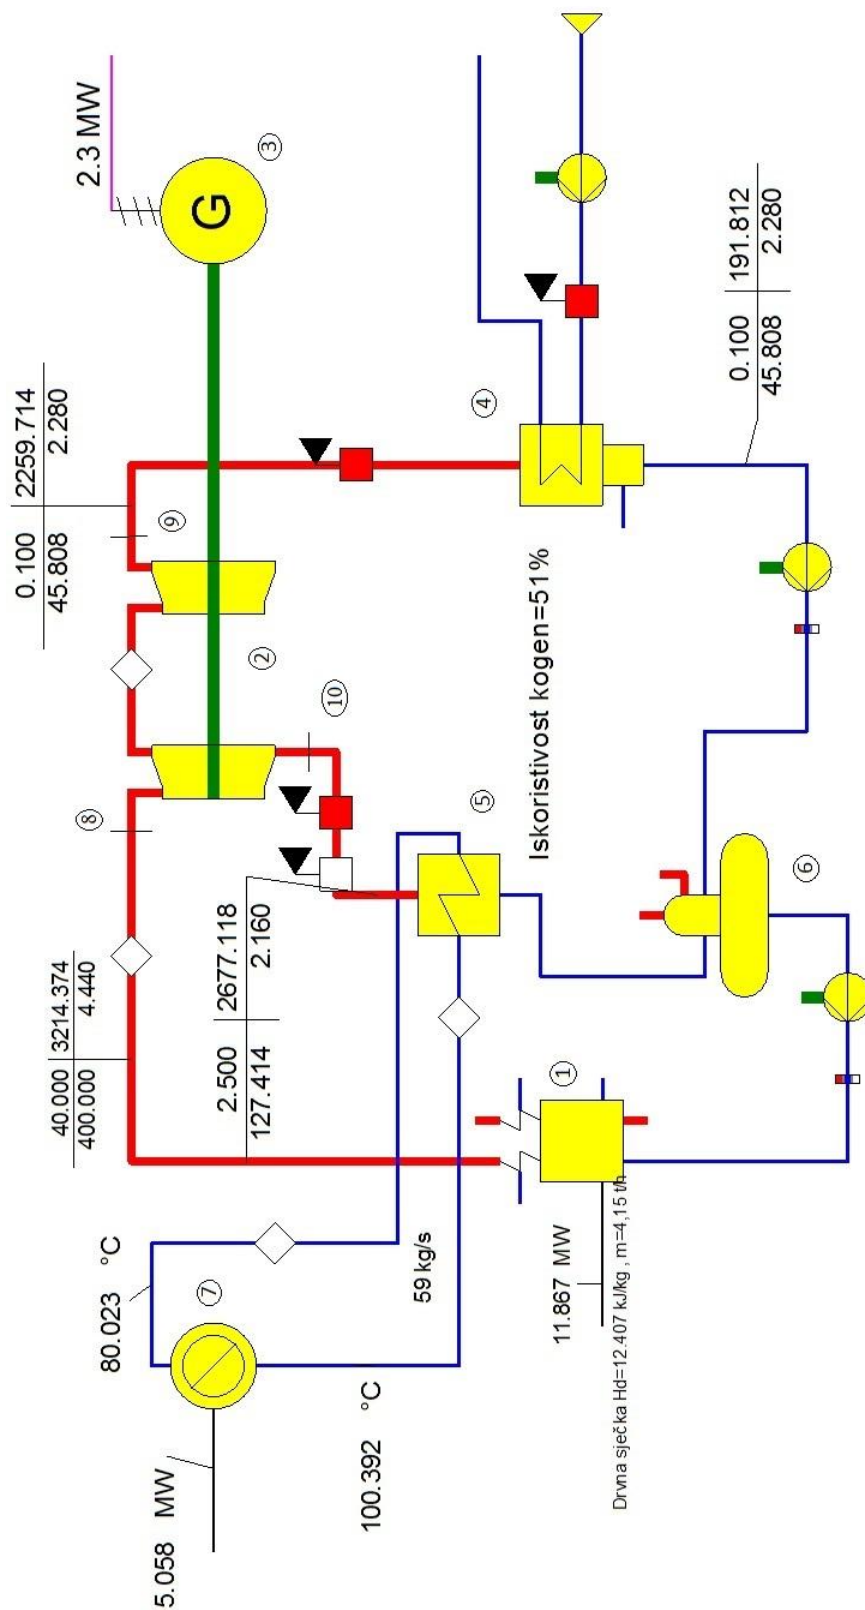 5.058 MW
80.023 °C
100.392 °C
7
59 kg/s
11.867 MW
Drvna sječka Hd=12.407 kJ/kg , m=4,15 t/h
1
40.000 3214.374
400.000 4.440
2.500 2677.118
127.414 2.160
8
10
5
6
2
9
Iskoristivost kogen=51%
0.100 2259.714
45.808 2.280
4
0.100 191.812
45.808 2.280
G
3
2.3 MW